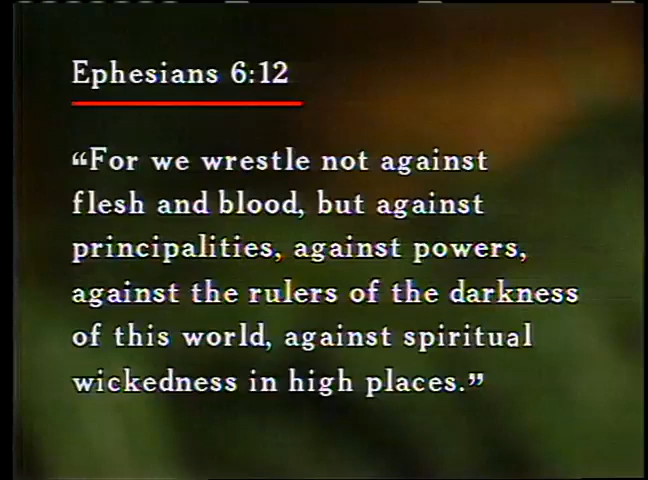 Ephesians 6:12
“For we wrestle not against
flesh and blood, but against
principalities, against powers,
against the rulers of the darkness
of this world, against spiritual
wickedness in high places.”